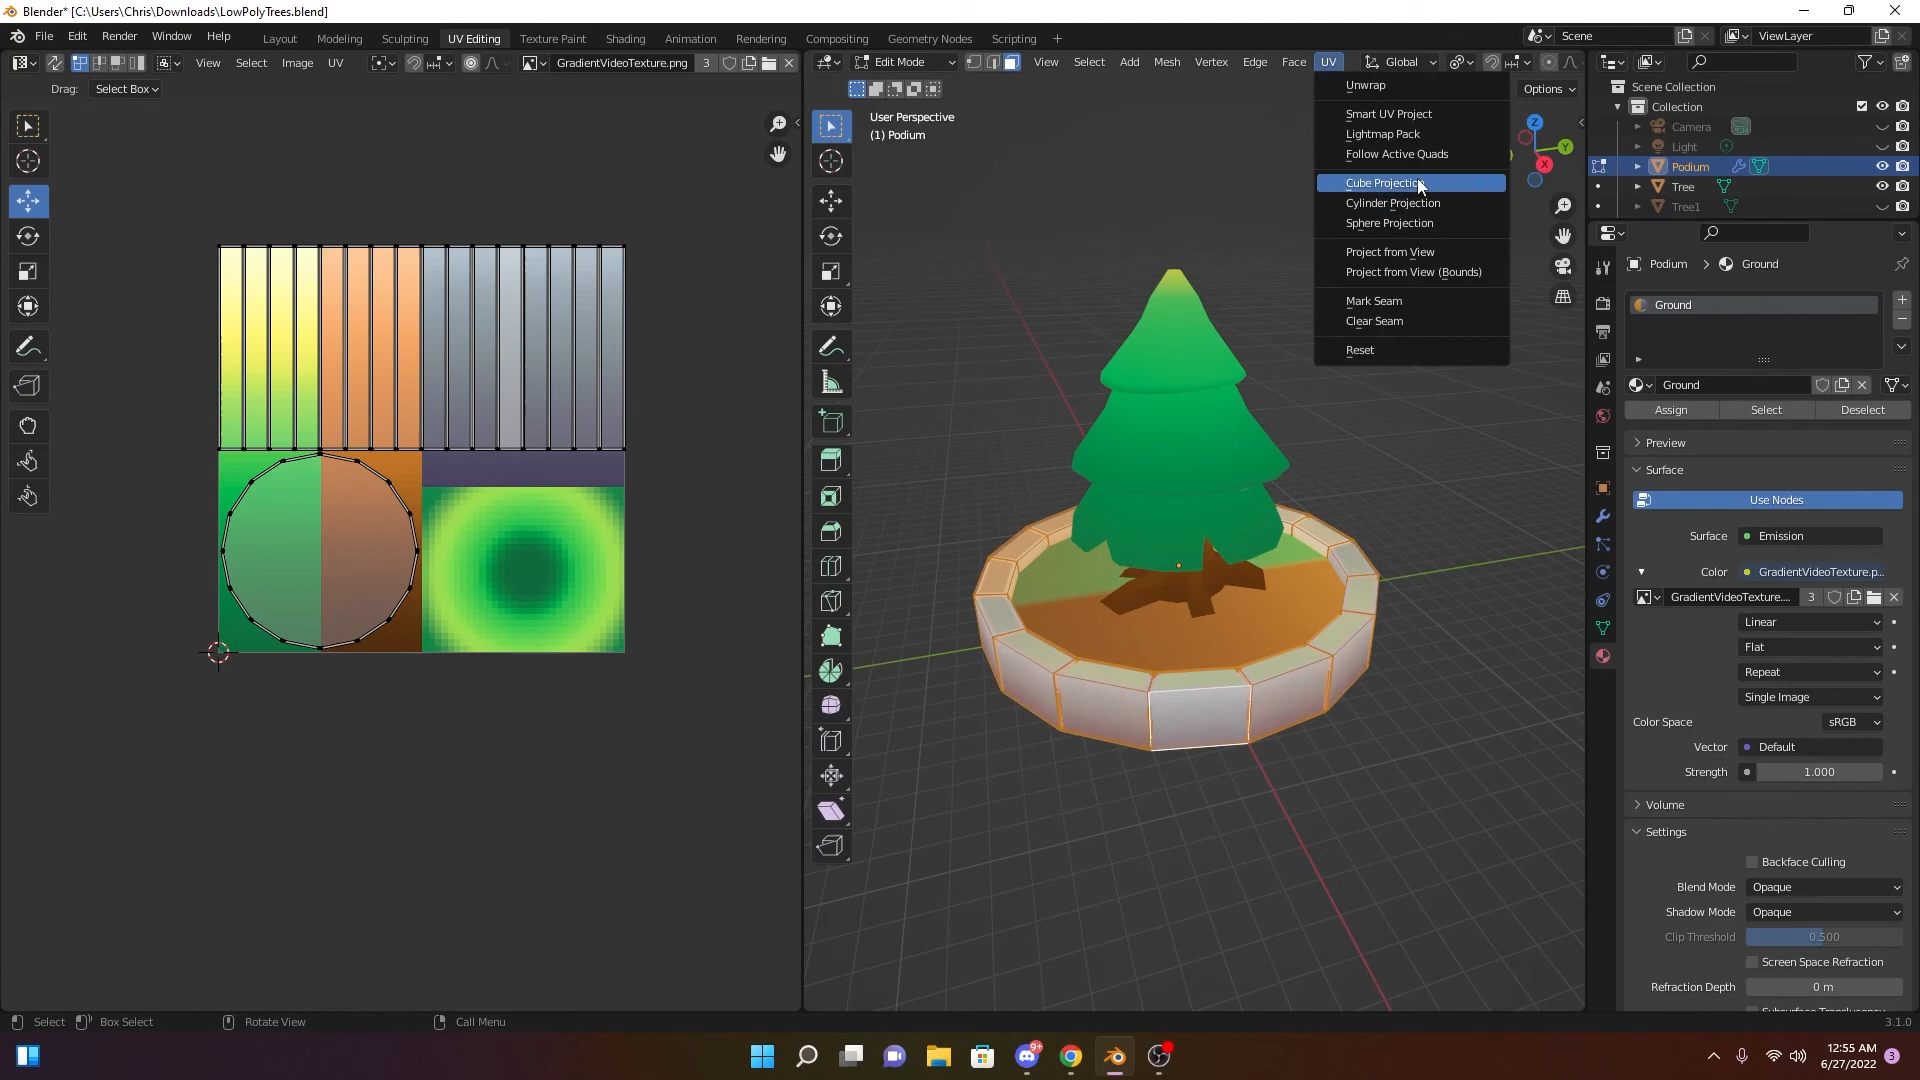 Blender* [C:\Users\Chris\Downloads\LowPolyTrees.blend]
File Edit Render Window Help
Layout Modeling Sculpting UV Editing Texture Paint Shading Animation Rendering Compositing Geometry Nodes Scripting +
Scene
ViewLayer
View Select Image UV
GradientVideoTexture.png 3
Drag: Select Box
Edit Mode View Select Add Mesh Vertex Edge Face UV Global
Options
User Perspective
(1) Podium
Unwrap
Smart UV Project
Lightmap Pack
Follow Active Quads
Cube Projection
Cylinder Projection
Sphere Projection
Project from View
Project from View (Bounds)
Mark Seam
Clear Seam
Reset
Z
Y
X
Scene Collection
Collection
Camera
Light
Podium
Tree
Tree1
Podium > Ground
Ground
Ground
Assign Select Deselect
Preview
Surface
Use Nodes
Surface Emission
Color GradientVideoTexture.p...
GradientVideoTexture.... 3
Linear
Flat
Repeat
Single Image
Color Space sRGB
Vector Default
Strength 1.000
Volume
Settings
Backface Culling
Blend Mode Opaque
Shadow Mode Opaque
Clip Threshold 0.500
Screen Space Refraction
Refraction Depth 0 m
Select Box Select Rotate View Call Menu
3.1.0
9+
12:55 AM
6/27/2022
3